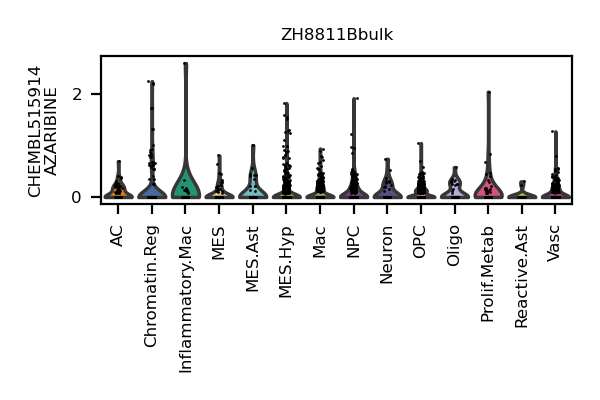 ZH8811Bbulk
CHEMBL515914
AZARIBINE
2
0
AC
Chromatin.Reg
Inflammatory.Mac
MES
MES.Ast
MES.Hyp
Mac
NPC
Neuron
OPC
Oligo
Prolif.Metab
Reactive.Ast
Vasc